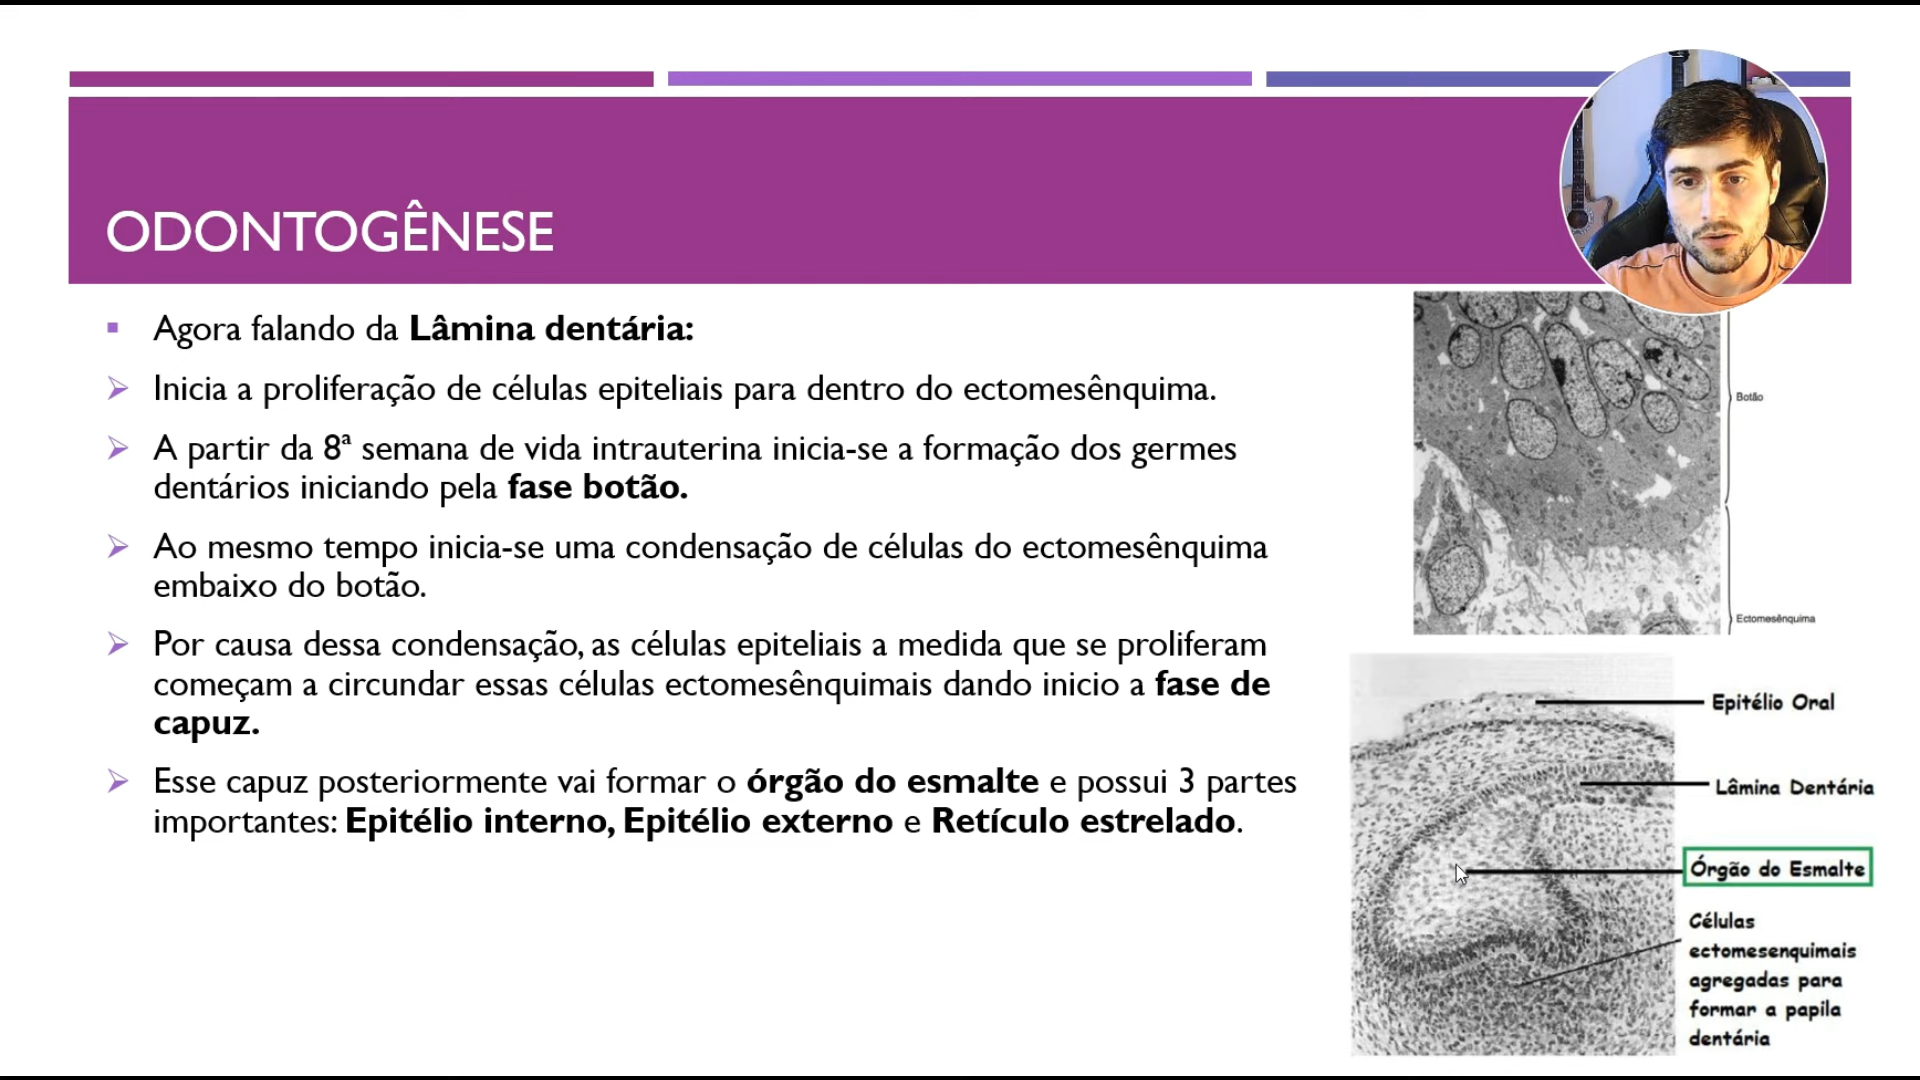 ODONTOGÊNESE
Agora falando da Lâmina dentária:
Inicia a proliferação de células epiteliais para dentro do ectomesênquima.
A partir da 8ª semana de vida intrauterina inicia-se a formação dos germes
dentários iniciando pela fase botão.
Ao mesmo tempo inicia-se uma condensação de células do ectomesênquima
embaixo do botão.
Por causa dessa condensação, as células epiteliais a medida que se proliferam
começam a circundar essas células ectomesênquimais dando inicio a fase de
capuz.
Esse capuz posteriormente vai formar o órgão do esmalte e possui 3 partes
importantes: Epitélio interno, Epitélio externo e Retículo estrelado.
Botão
Ectomesênquima
Epitélio Oral
Lâmina Dentária
Órgão do Esmalte
Células
ectomesenquimais
agregadas para
formar a papila
dentária